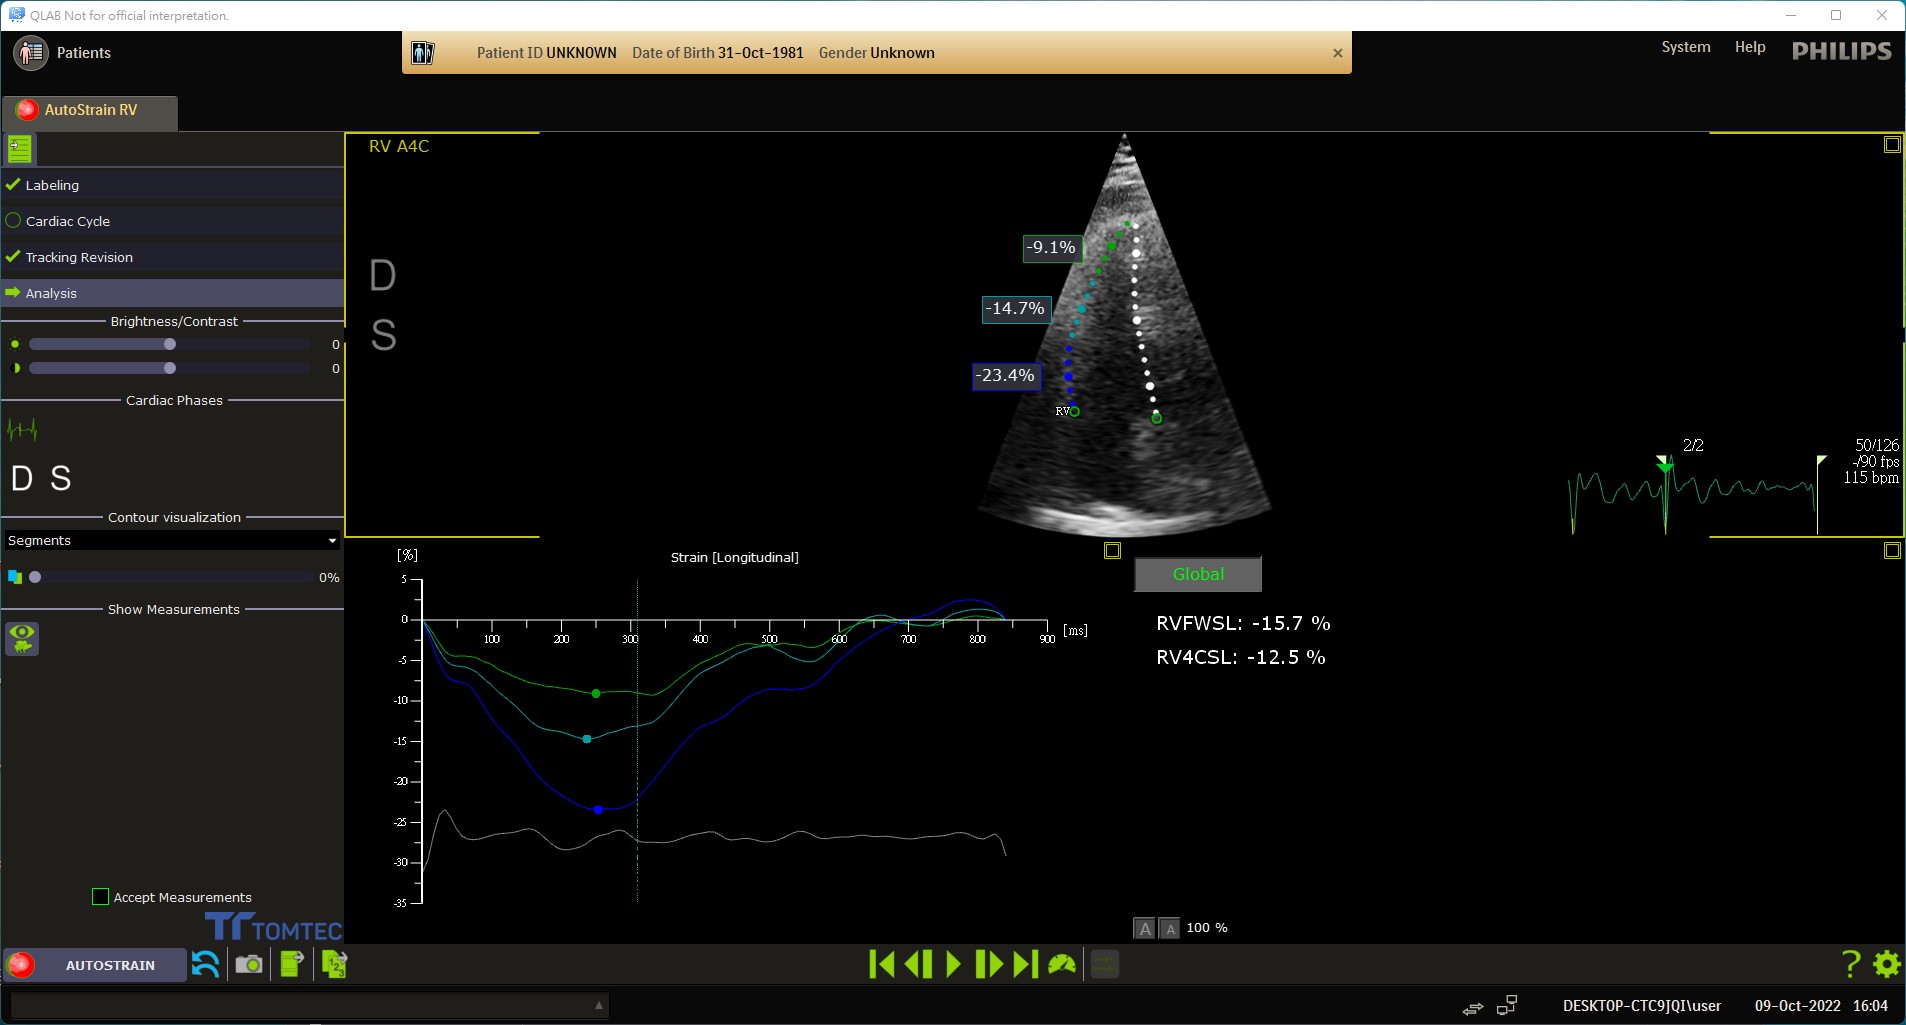 QLAB Not for official interpretation.
Patients
Patient ID UNKNOWN Date of Birth 31-Oct-1981 Gender Unknown
System Help PHILIPS
AutoStrain RV
Labeling
Cardiac Cycle
Tracking Revision
Analysis
Brightness/Contrast
0
0
Cardiac Phases
D S
Contour visualization
Segments
0%
Show Measurements
Accept Measurements
TOMTEC
RV A4C
D
S
-9.1%
-14.7%
-23.4%
RV
2/2
50/126
-/90 fps
115 bpm
[%]
Strain [Longitudinal]
5
0
-5
-10
-15
-20
-25
-30
-35
100 200 300 400 500 600 700 800 900 [ms]
Global
RVFWSL: -15.7 %
RV4CSL: -12.5 %
A A 100 %
AUTOSTRAIN
1 2 3
?
DESKTOP-CTC9JQI\user 09-Oct-2022 16:04